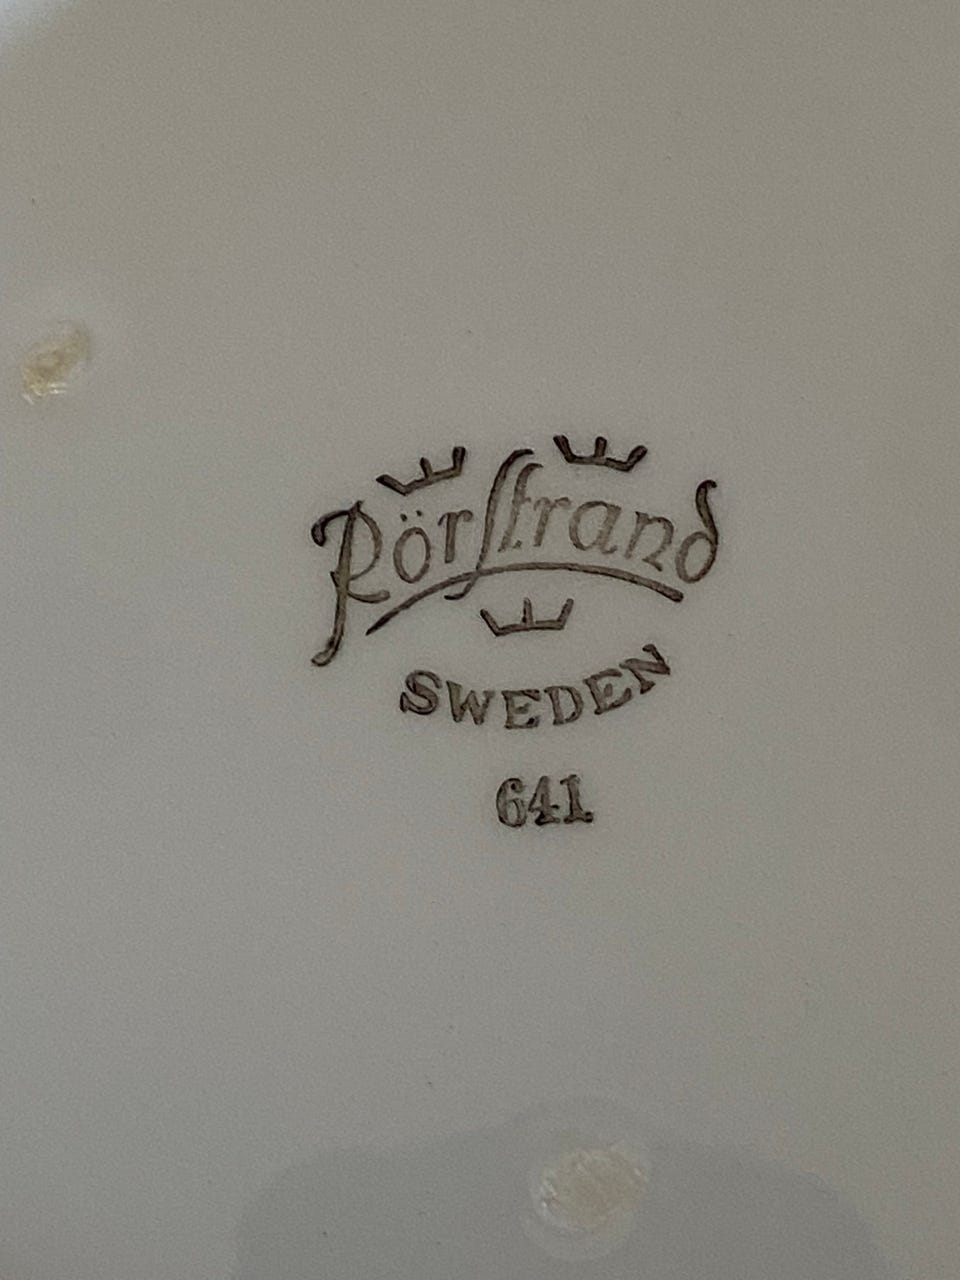 Rörstrand
SWEDEN
641